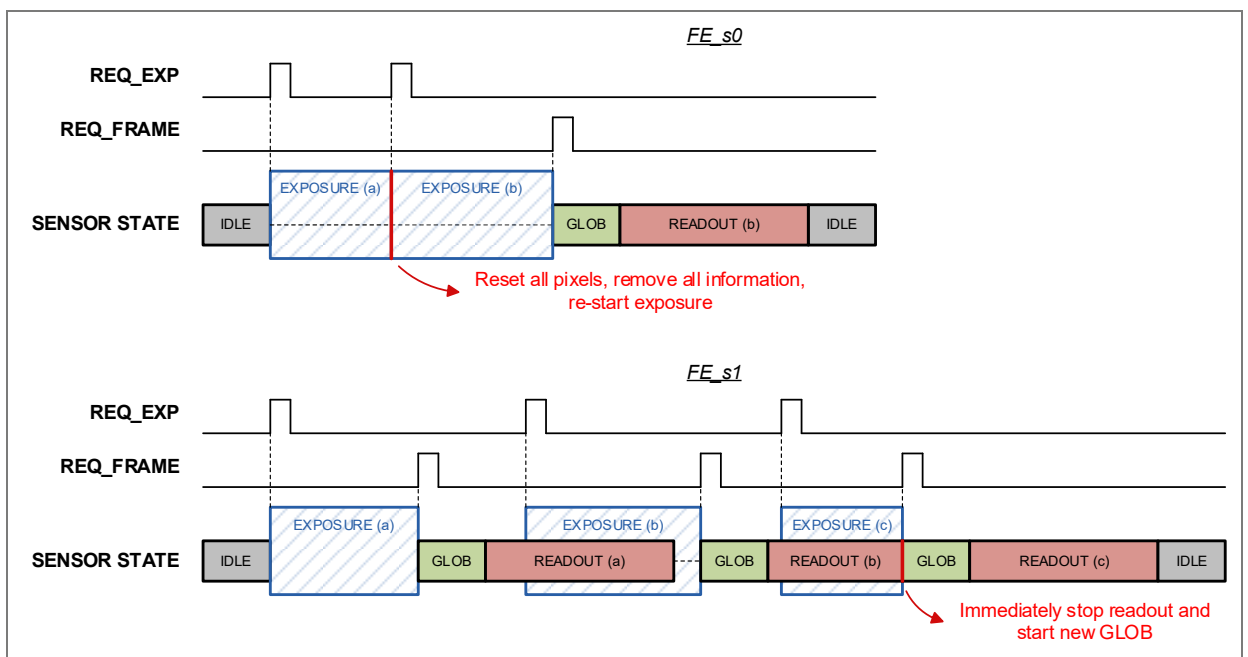 FE_s0
REQ_EXP
REQ_FRAME
EXPOSURE (a) EXPOSURE (b)
SENSOR STATE IDLE GLOB READOUT (b) IDLE
Reset all pixels, remove all information,
re-start exposure
FE_s1
REQ_EXP
REQ_FRAME
EXPOSURE (a) EXPOSURE (b) EXPOSURE (c)
SENSOR STATE IDLE GLOB READOUT (a) GLOB READOUT (b) GLOB READOUT (c) IDLE
Immediately stop readout and
start new GLOB